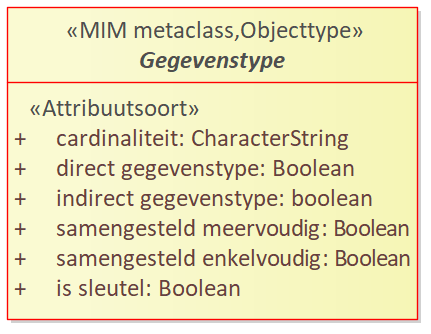 «MIM metaclass,Objecttype»
Gegevenstype
«Attribuutsoort»
+ cardinaliteit: CharacterString
+ direct gegevenstype: Boolean
+ indirect gegevenstype: boolean
+ samengesteld meervoudig: Boolean
+ samengesteld enkelvoudig: Boolean
+ is sleutel: Boolean